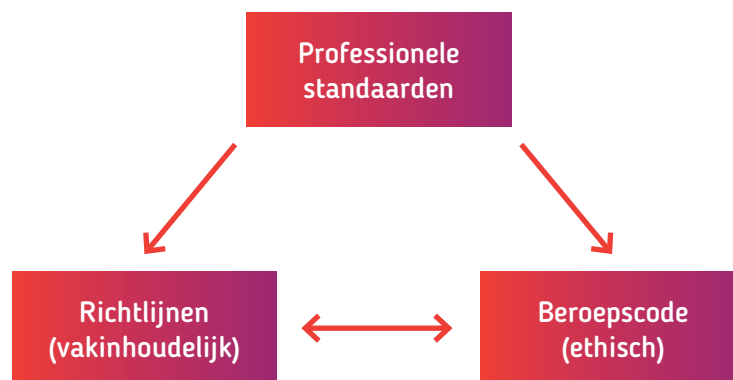 Professionele
standaarden
Richtlijnen
(vakinhoudelijk)
Beroepscode
(ethisch)